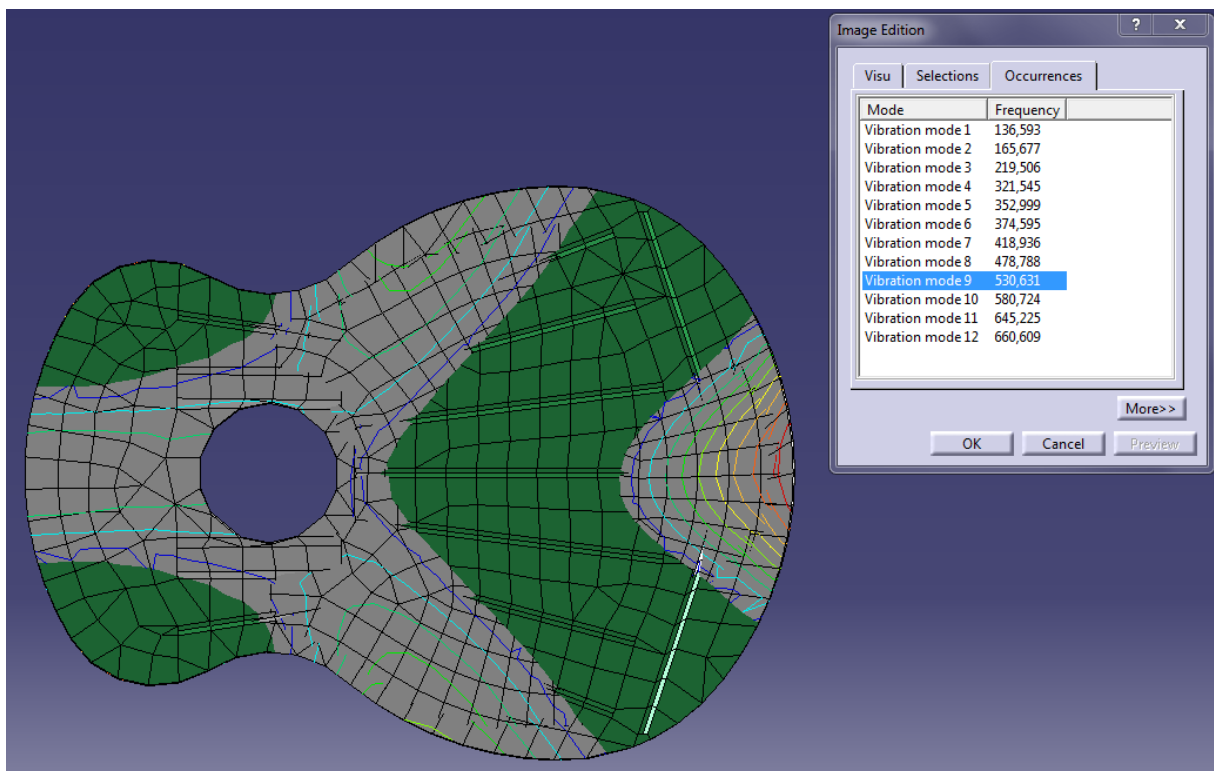 Image Edition
? X
Visu Selections Occurrences
Mode Frequency
Vibration mode 1 136,593
Vibration mode 2 165,677
Vibration mode 3 219,506
Vibration mode 4 321,545
Vibration mode 5 352,999
Vibration mode 6 374,595
Vibration mode 7 418,936
Vibration mode 8 478,788
Vibration mode 9 530,631
Vibration mode 10 580,724
Vibration mode 11 645,225
Vibration mode 12 660,609
More>>
OK Cancel Preview